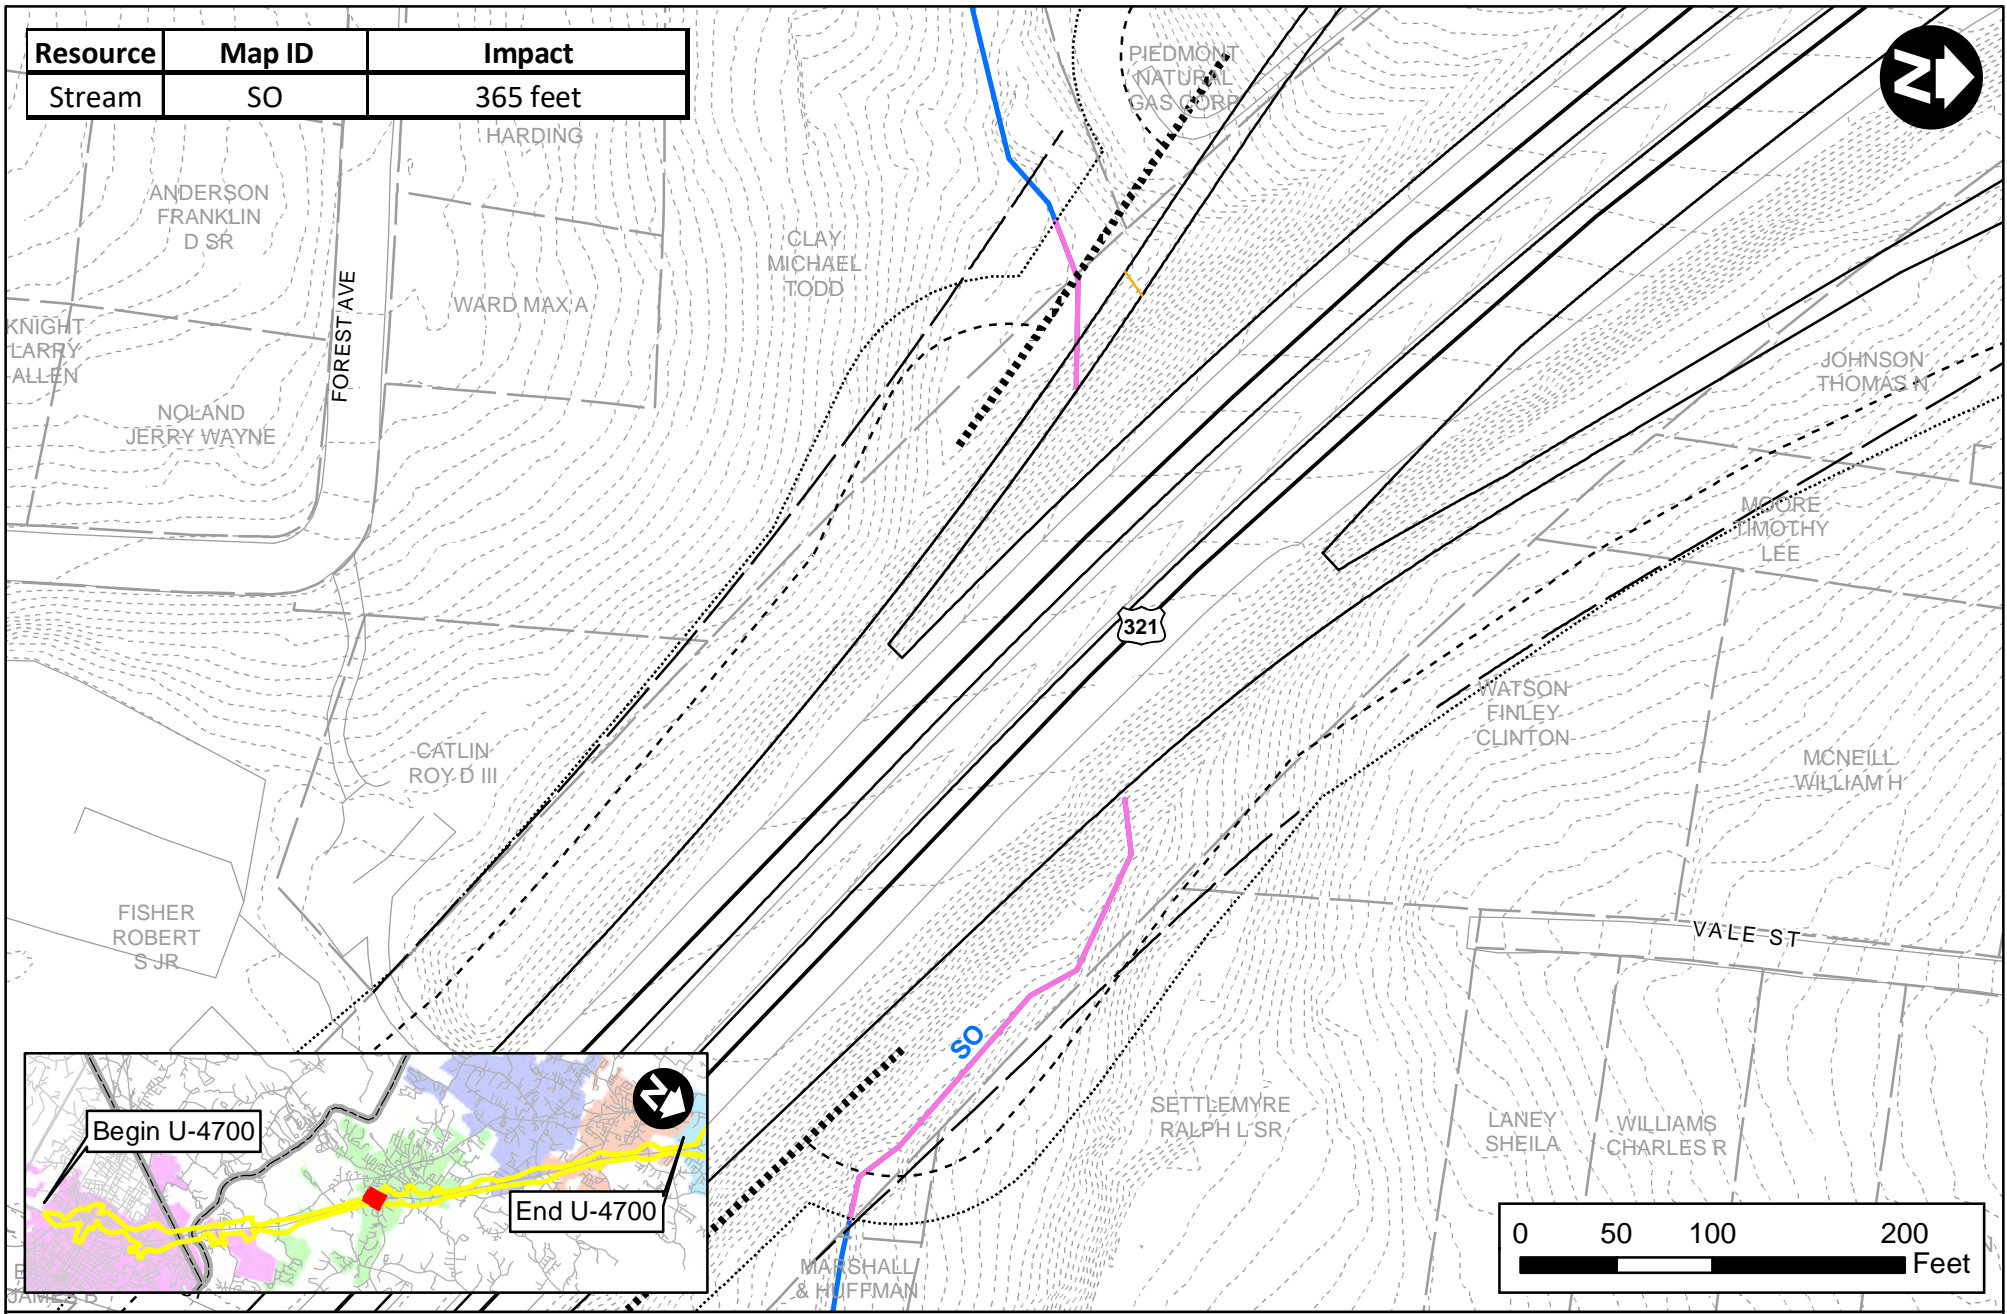 Resource Map ID Impact
Stream SO 365 feet
N
PIEDMONT
NATURAL
GAS CORP
HARDING
ANDERSON
FRANKLIN
D SR
CLAY
MICHAEL
TODD
WARD MAX A
FOREST AVE
KNIGHT
LARRY
ALLEN
NOLAND
JERRY WAYNE
JOHNSON
THOMAS N
MOORE
TIMOTHY
LEE
321
WATSON
FINLEY
CLINTON
MCNEILL
WILLIAM H
CATLIN
ROY D III
FISHER
ROBERT
S JR
VALE ST
SO
SETTLEMYRE
RALPH L SR
LANEY
SHEILA
WILLIAMS
CHARLES R
MARSHALL
& HUFFMAN
N
Begin U-4700
End U-4700
JAMES B
0 50 100 200
Feet